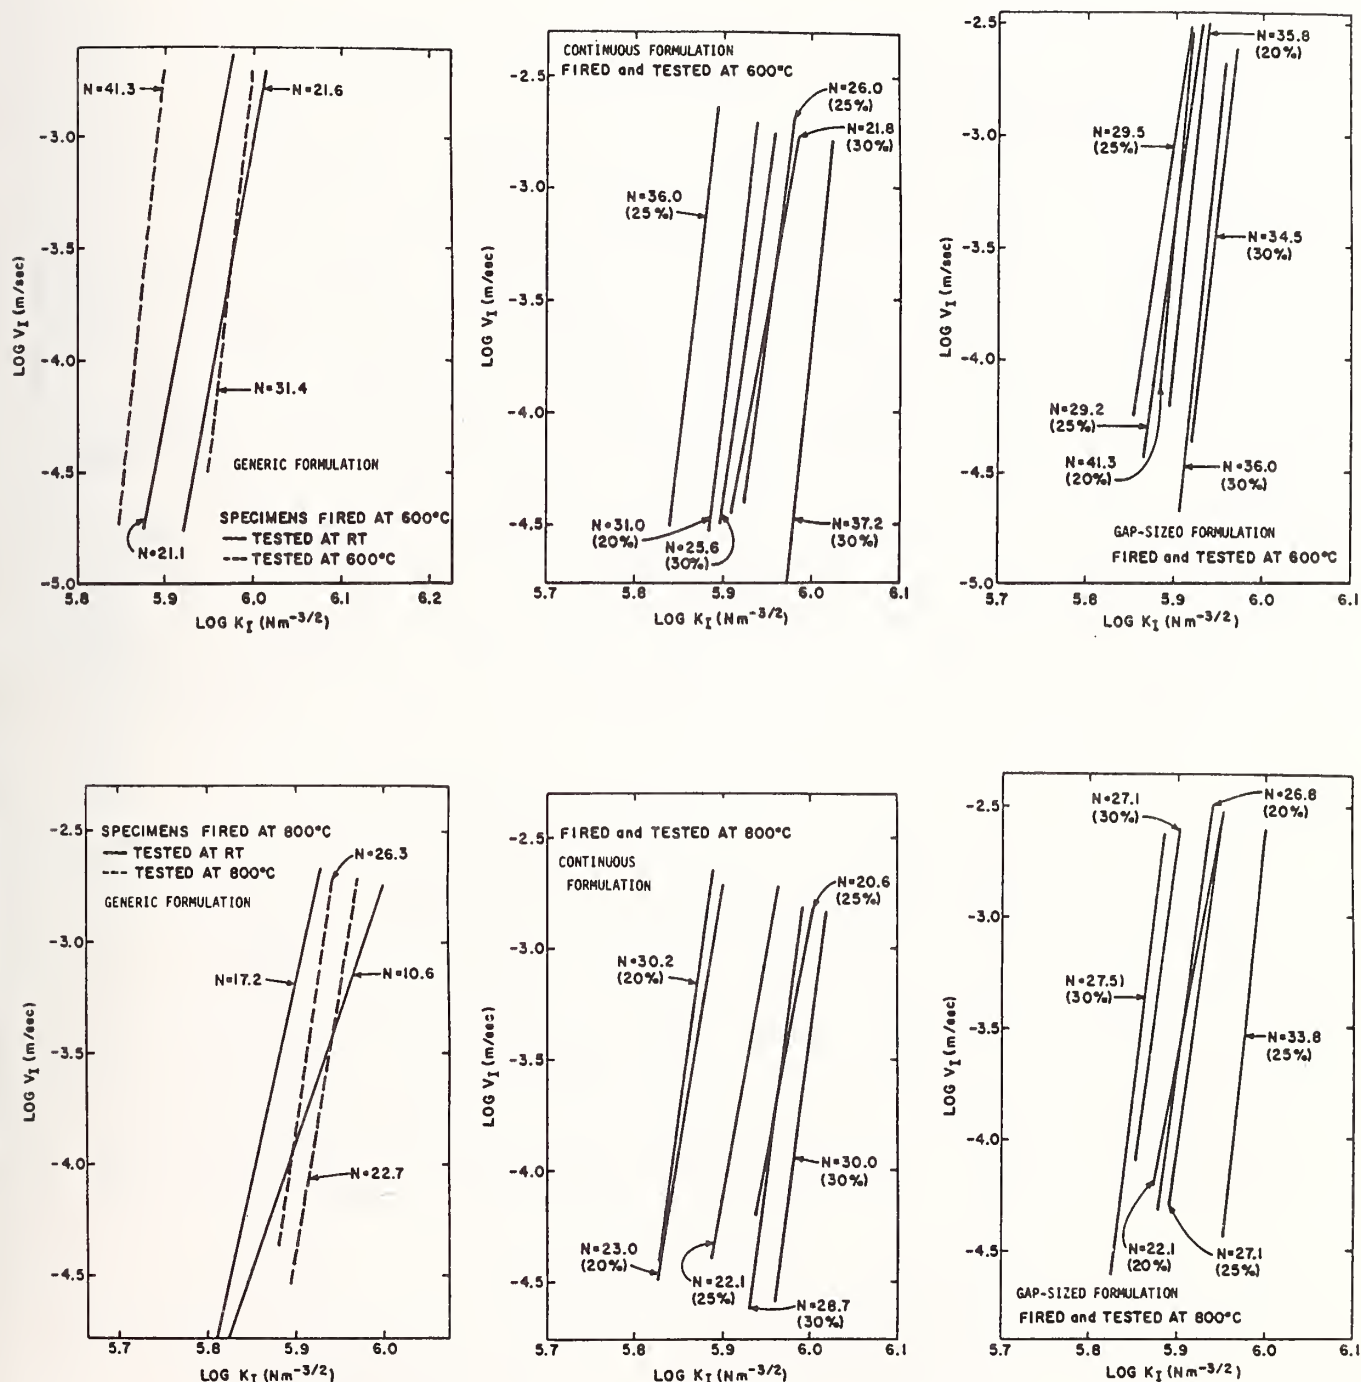 N=41.3
N=21.6
-3.0
-3.5
-4.0
-4.5
-5.0
LOG V_I (m/sec)
N=31.4
GENERIC FORMULATION
SPECIMENS FIRED AT 600°C
TESTED AT RT
TESTED AT 600°C
N=21.1
5.8
5.9
6.0
6.1
6.2
LOG K_I (Nm^-3/2)
CONTINUOUS FORMULATION
FIRED and TESTED AT 600°C
-2.5
-3.0
-3.5
-4.0
-4.5
LOG V_I (m/sec)
N=26.0
(25%)
N=21.8
(30%)
N=36.0
(25%)
N=31.0
(20%)
N=25.6
(30%)
N=37.2
(30%)
5.7
5.8
5.9
6.0
6.1
LOG K_I (Nm^-3/2)
-2.5
-3.0
-3.5
-4.0
-4.5
-5.0
LOG V_I (m/sec)
N=35.8
(20%)
N=29.5
(25%)
N=34.5
(30%)
N=29.2
(25%)
N=41.3
(20%)
N=36.0
(30%)
GAP-SIZED FORMULATION
FIRED and TESTED AT 600°C
5.7
5.8
5.9
6.0
6.1
LOG K_I (Nm^-3/2)
-2.5
-3.0
-3.5
-4.0
-4.5
LOG V_I (m/sec)
SPECIMENS FIRED AT 800°C
TESTED AT RT
TESTED AT 800°C
GENERIC FORMULATION
N=26.3
N=17.2
N=10.6
N=22.7
5.7
5.8
5.9
6.0
LOG K_I (Nm^-3/2)
-2.5
-3.0
-3.5
-4.0
-4.5
LOG V_I (m/sec)
FIRED and TESTED AT 800°C
CONTINUOUS
FORMULATION
N=20.6
(25%)
N=30.2
(20%)
N=30.0
(30%)
N=23.0
(20%)
N=22.1
(25%)
N=28.7
(30%)
5.7
5.8
5.9
6.0
6.1
LOG K_I (Nm^-3/2)
-2.5
-3.0
-3.5
-4.0
-4.5
LOG V_I (m/sec)
N=27.1
(30%)
N=26.8
(20%)
N=27.5)
(30%)
N=33.8
(25%)
N=22.1
(20%)
N=27.1
(25%)
GAP-SIZED FORMULATION
FIRED and TESTED AT 800°C
5.7
5.8
5.9
6.0
6.1
LOG K_I (Nm^-3/2)